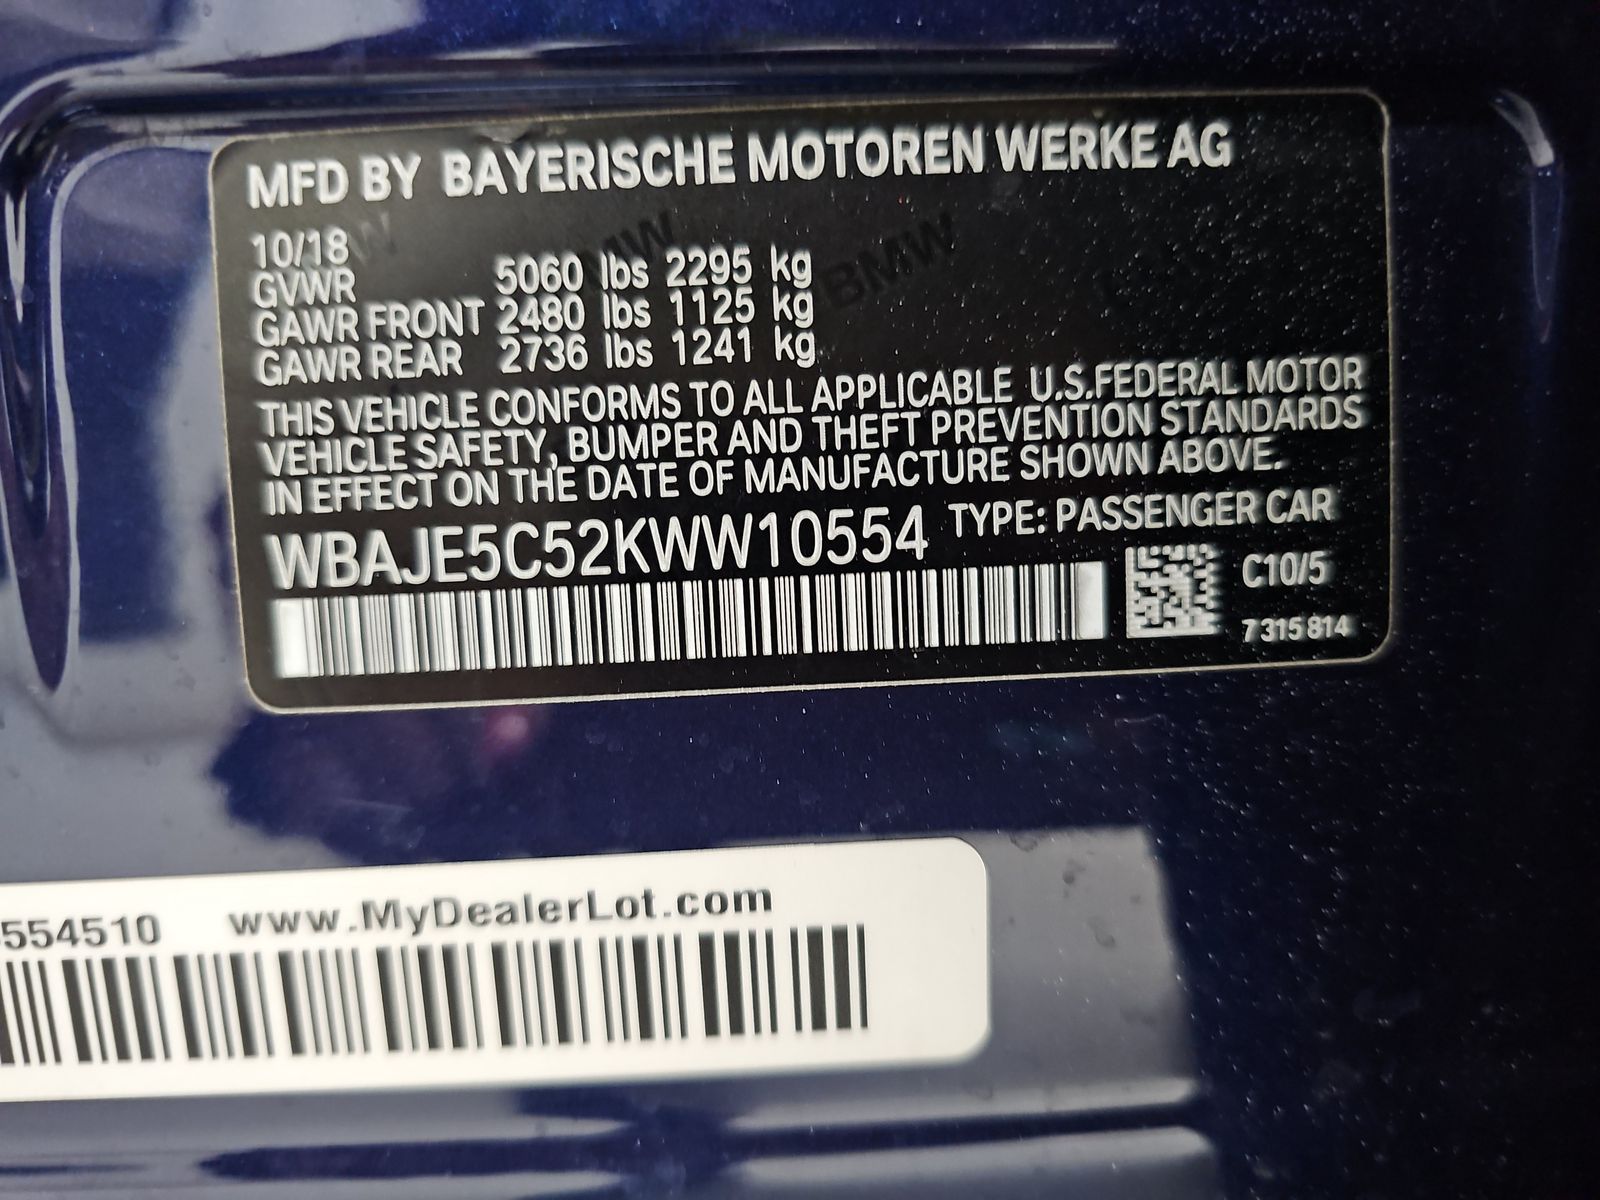 MFD BY BAYERISCHE MOTOREN WERKE AG
10/18
GVWR 5060 lbs 2295 kg
GAWR FRONT 2480 lbs 1125 kg
GAWR REAR 2736 lbs 1241 kg
THIS VEHICLE CONFORMS TO ALL APPLICABLE U.S.FEDERAL MOTOR
VEHICLE SAFETY, BUMPER AND THEFT PREVENTION STANDARDS
IN EFFECT ON THE DATE OF MANUFACTURE SHOWN ABOVE.
WBAJE5C52KWW10554 TYPE: PASSENGER CAR
C10/5
7 315 814
BMW
BMW
554510 www.MyDealerLot.com